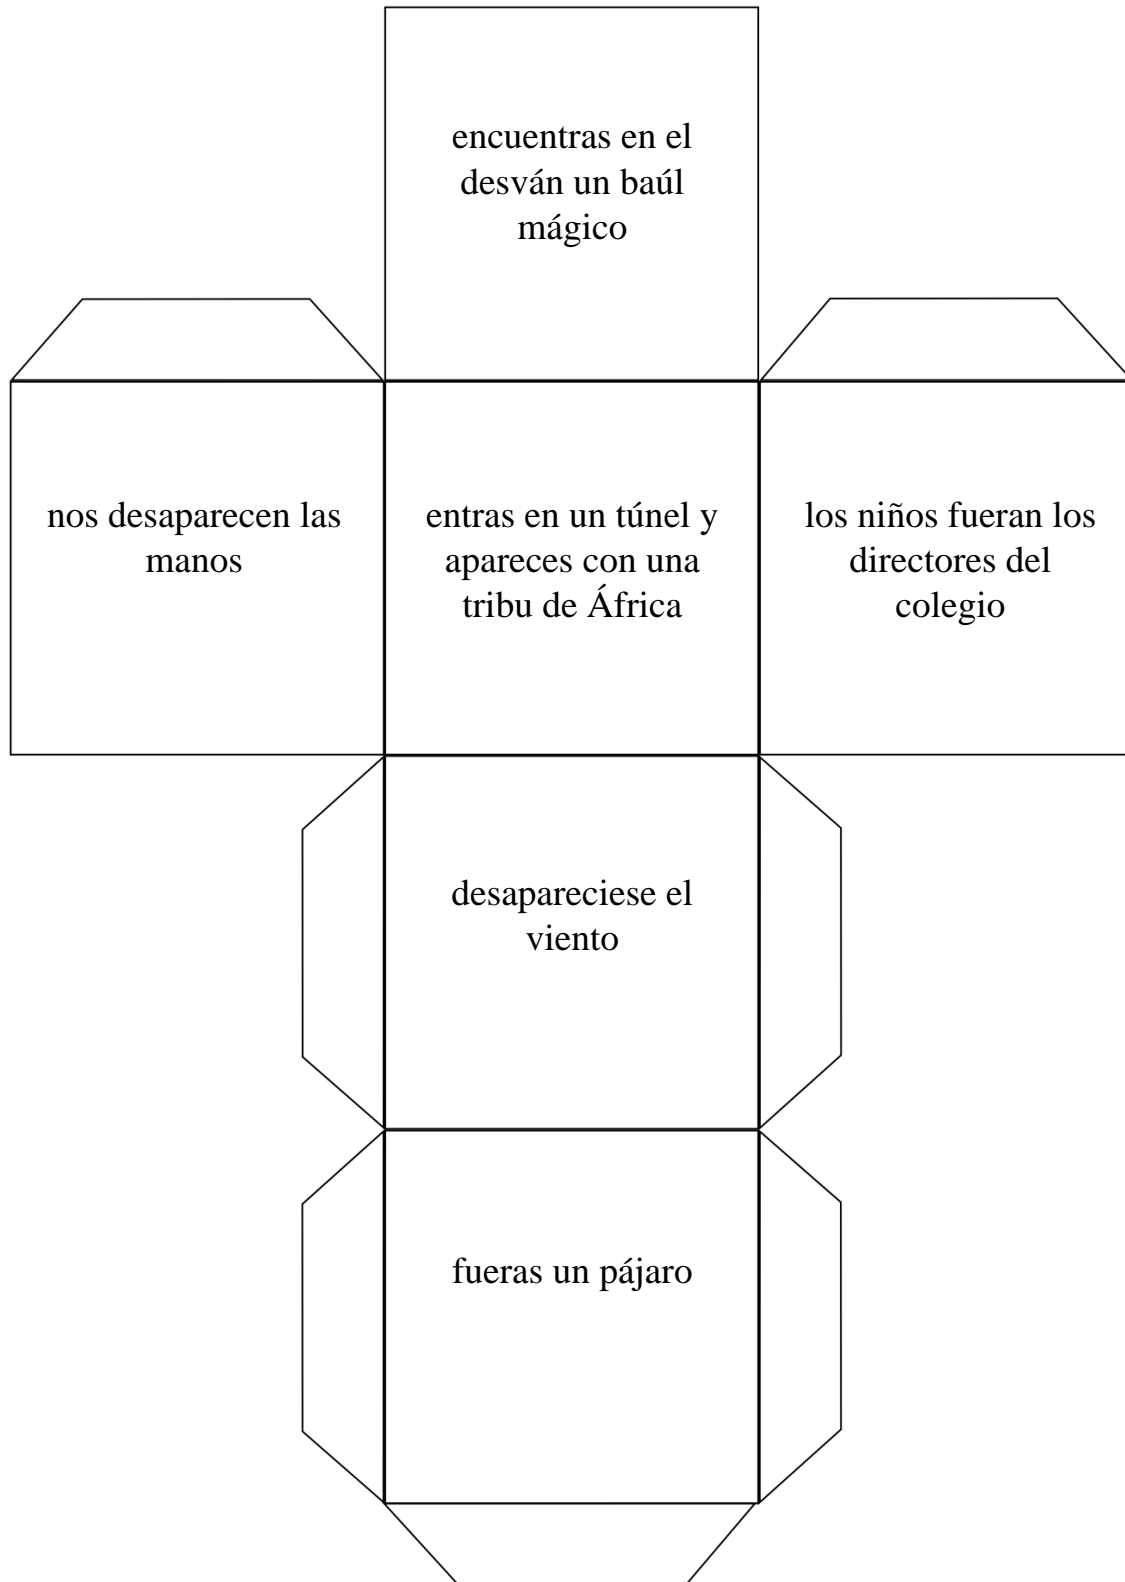 encuentras en el
desván un baúl
mágico
nos desaparecen las
manos
entras en un túnel y
apareces con una
tribu de África
los niños fueran los
directores del
colegio
desapareciese el
viento
fueras un pájaro